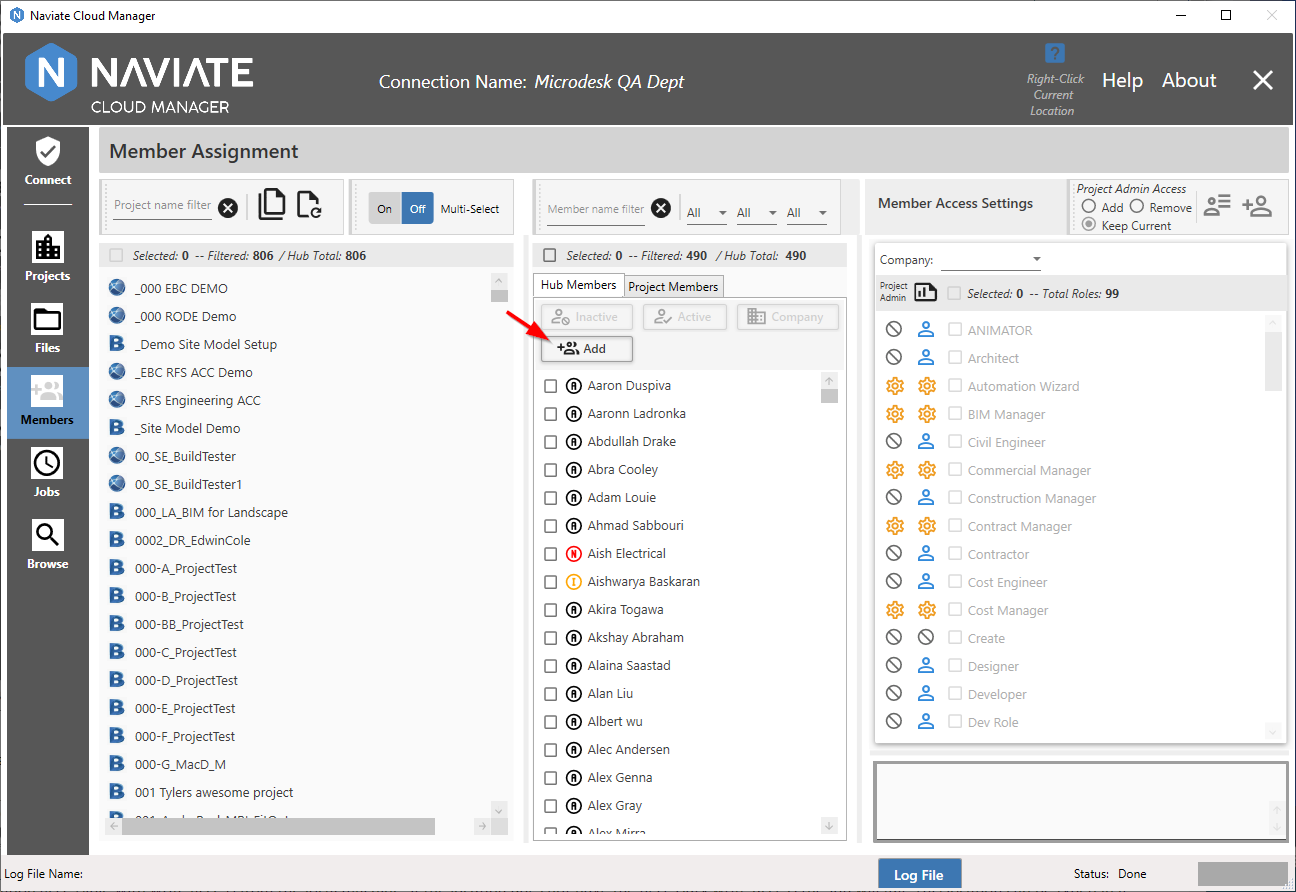 Naviate Cloud Manager
NAVIATE
CLOUD MANAGER
Connection Name: Microdesk QA Dept
?
Right-Click
Current
Location
Help
About
Connect
Projects
Files
Members
Jobs
Browse
Member Assignment
Project name filter
On
Off
Multi-Select
Selected: 0 -- Filtered: 806 / Hub Total: 806
_000 EBC DEMO
_000 RODE Demo
_Demo Site Model Setup
_EBC RFS ACC Demo
_RFS Engineering ACC
_Site Model Demo
00_SE_BuildTester
00_SE_BuildTester1
000_LA_BIM for Landscape
0002_DR_EdwinCole
000-A_ProjectTest
000-B_ProjectTest
000-BB_ProjectTest
000-C_ProjectTest
000-D_ProjectTest
000-E_ProjectTest
000-F_ProjectTest
000-G_MacD_M
001 Tylers awesome project
Member name filter
All
All
All
Selected: 0 -- Filtered: 490 / Hub Total: 490
Hub Members
Project Members
Inactive
Active
Company
Add
Aaron Duspiva
Aaronn Ladronka
Abdullah Drake
Abra Cooley
Adam Louie
Ahmad Sabbouri
Aish Electrical
Aishwarya Baskaran
Akira Togawa
Akshay Abraham
Alaina Saastad
Alan Liu
Albert wu
Alec Andersen
Alex Genna
Alex Gray
Alex Mirra
Member Access Settings
Project Admin Access
Add
Remove
Keep Current
Company:
Project
Admin
Selected: 0 -- Total Roles: 99
ANIMATOR
Architect
Automation Wizard
BIM Manager
Civil Engineer
Commercial Manager
Construction Manager
Contract Manager
Contractor
Cost Engineer
Cost Manager
Create
Designer
Developer
Dev Role
Log File Name:
Log File
Status: Done